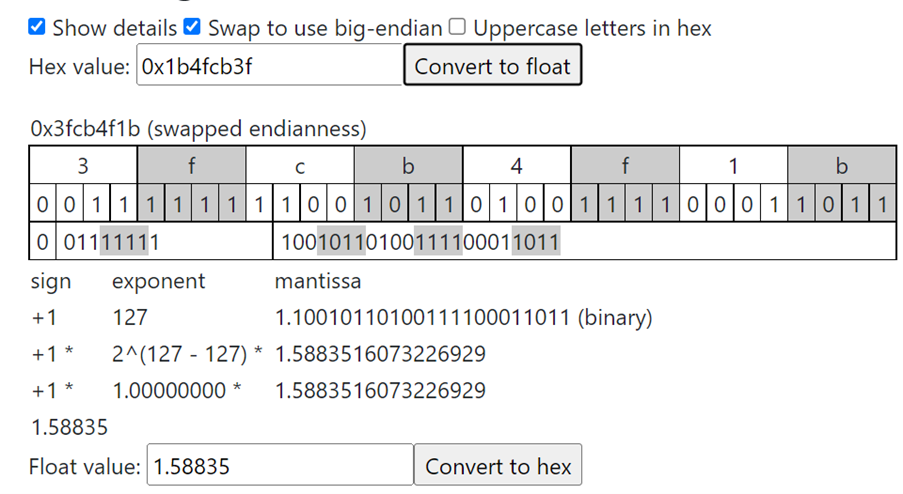 Show details Swap to use big-endian Uppercase letters in hex
Hex value: 0x1b4fcb3f Convert to float
0x3fcb4f1b (swapped endianness)
3 f c b 4 f 1 b
0 0 1 1 1 1 1 1 1 1 0 0 1 0 1 1 0 1 0 0 1 1 1 1 0 0 0 1 1 0 1 1
0 01111111 10010110100111100011011
sign exponent mantissa
+1 127 1.10010110100111100011011 (binary)
+1 * 2^(127 - 127) * 1.5883516073226929
+1 * 1.00000000 * 1.5883516073226929
1.58835
Float value: 1.58835 Convert to hex